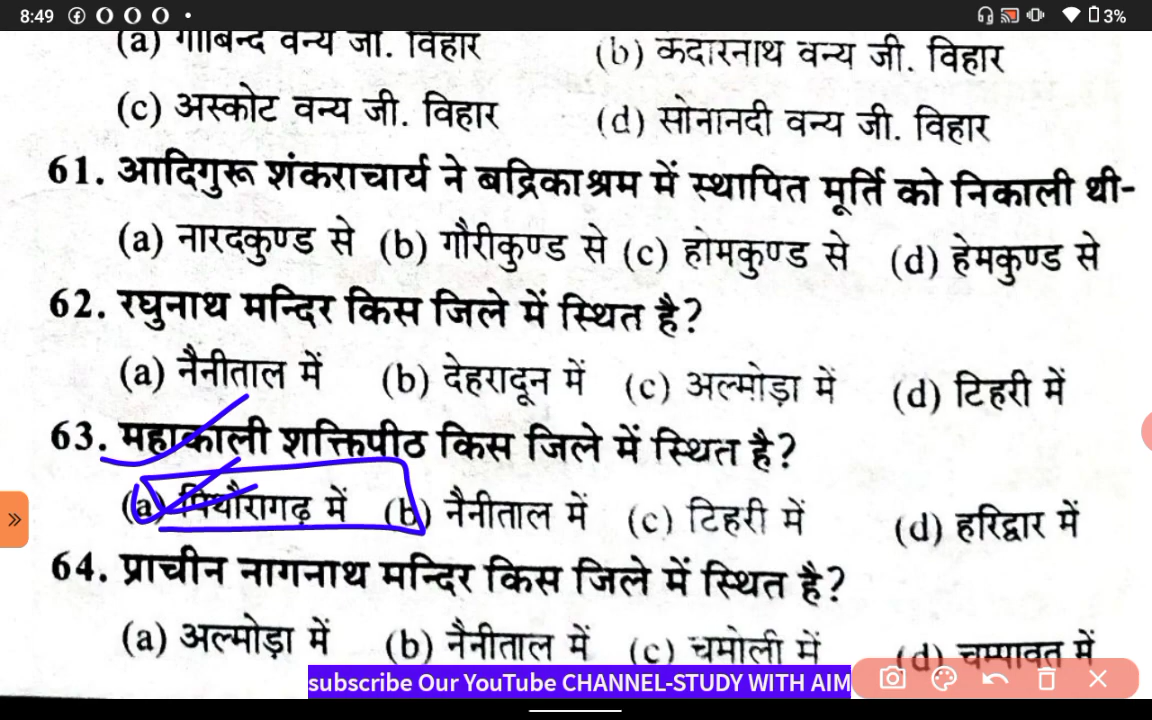 8:49
3%
(a) गोबिन्द वन्य जी. विहार (b) केदारनाथ वन्य जी. विहार
(c) अस्कोट वन्य जी. विहार (d) सोनानदी वन्य जी. विहार
61. आदिगुरू शंकराचार्य ने बद्रिकाश्रम में स्थापित मूर्ति को निकाली थी-
(a) नारदकुण्ड से (b) गौरीकुण्ड से (c) होमकुण्ड से (d) हेमकुण्ड से
62. रघुनाथ मन्दिर किस जिले में स्थित है?
(a) नैनीताल में (b) देहरादून में (c) अल्मोड़ा में (d) टिहरी में
63. महाकाली शक्तिपीठ किस जिले में स्थित है?
(a) पिथौरागढ़ में (b) नैनीताल में (c) टिहरी में (d) हरिद्वार में
64. प्राचीन नागनाथ मन्दिर किस जिले में स्थित है?
(a) अल्मोड़ा में (b) नैनीताल में (c) चमोली में (d) चम्पावत में
subscribe Our YouTube CHANNEL-STUDY WITH AIM